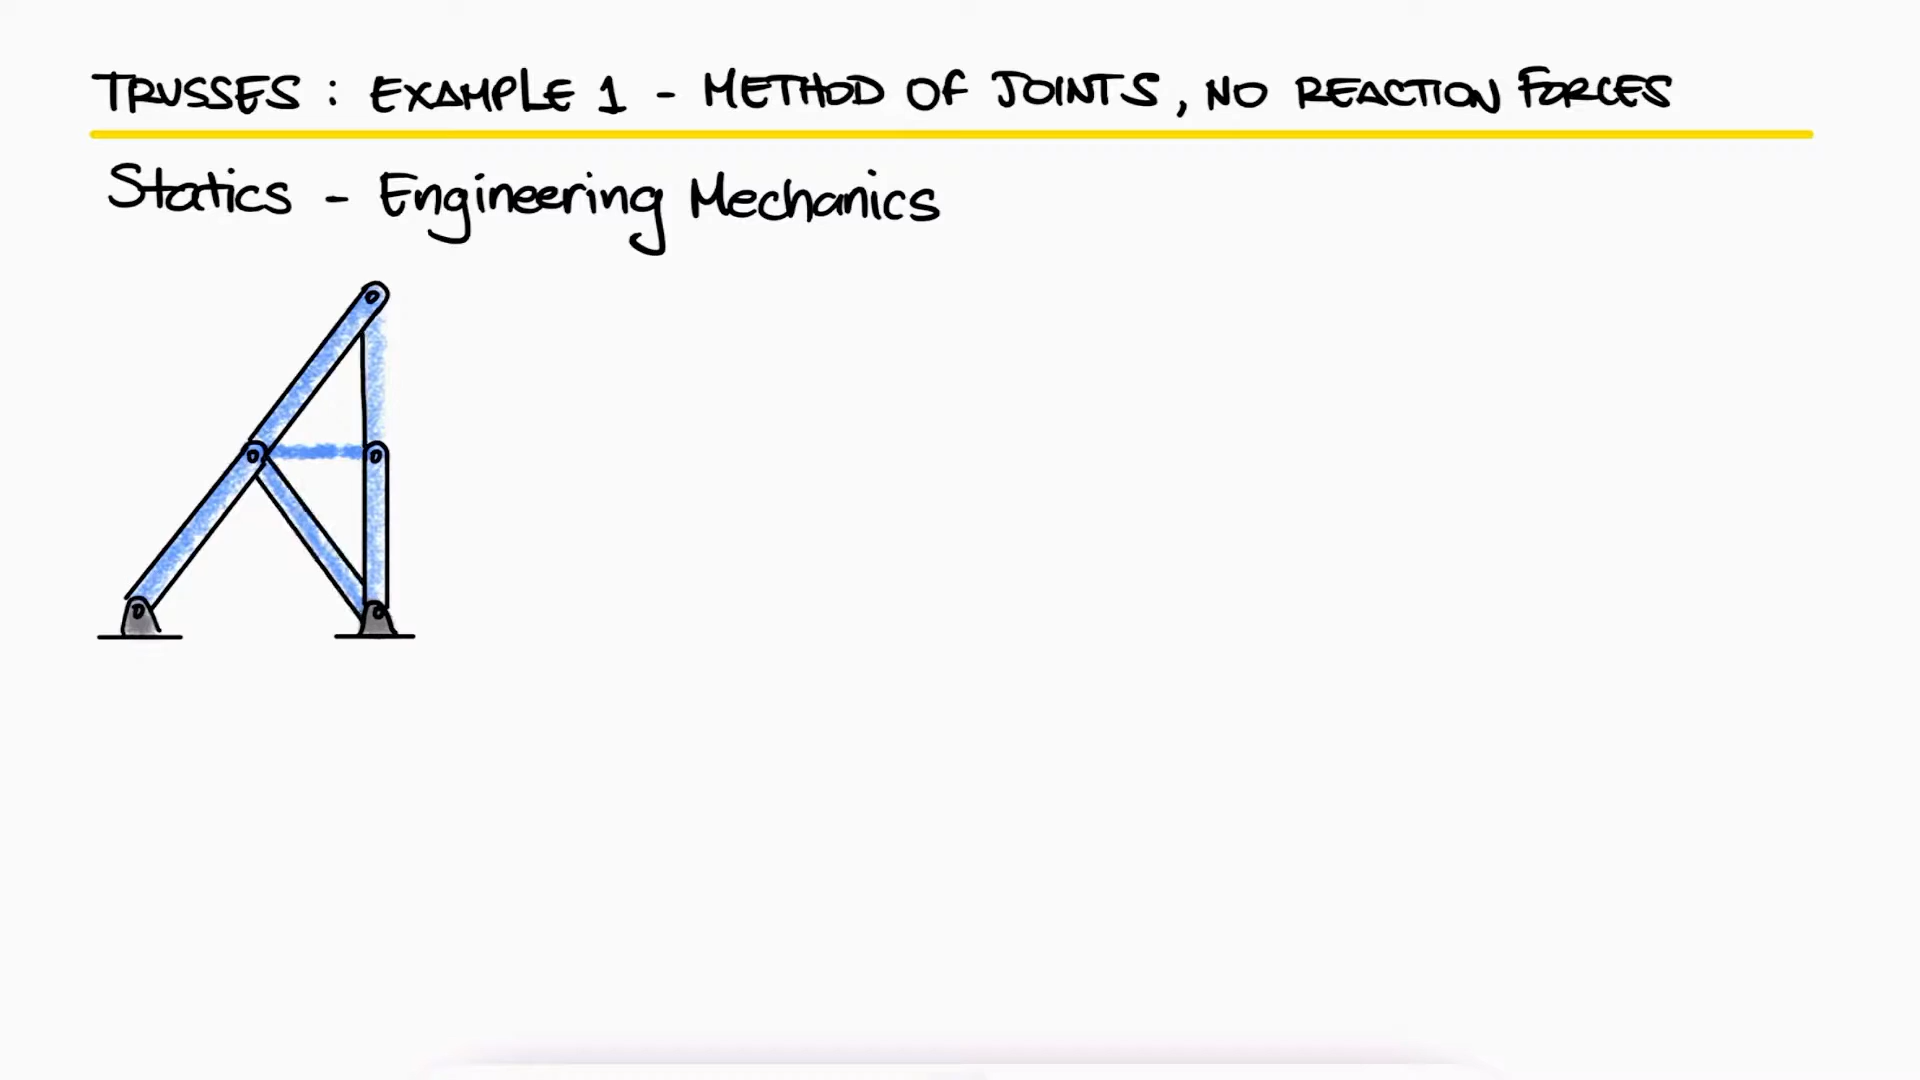 TRUSSES : EXAMPLE 1 - METHOD OF JOINTS, NO REACTION FORCES
Statics - Engineering Mechanics